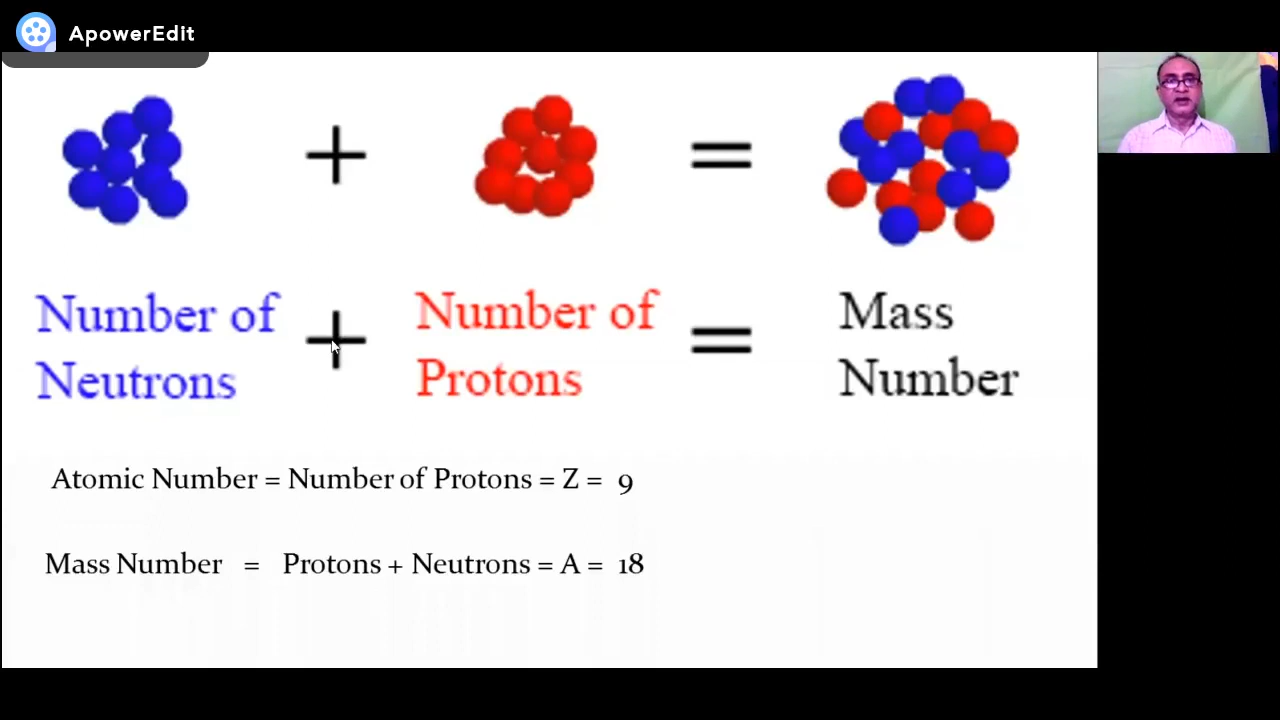 ApowerEdit
Number of Neutrons + Number of Protons = Mass Number
Atomic Number = Number of Protons = Z = 9
Mass Number = Protons + Neutrons = A = 18